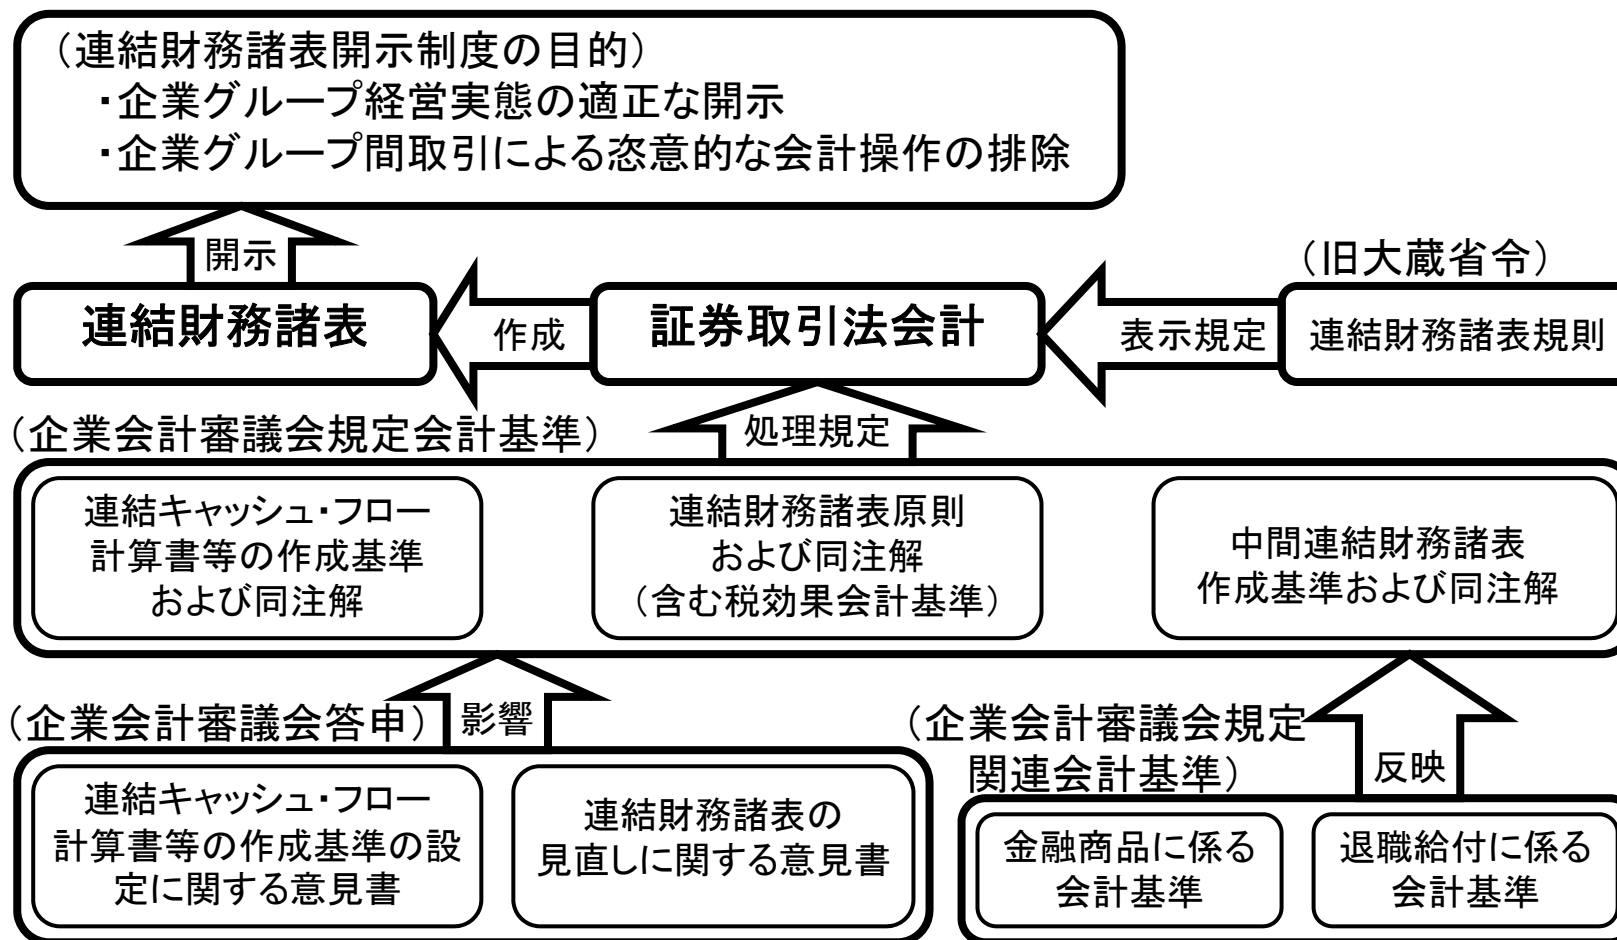 （連結財務諸表開示制度の目的）
・企業グループ経営実態の適正な開示
・企業グループ間取引による恣意的な会計操作の排除
開示
（旧大蔵省令）
連結財務諸表
作成
証券取引法会計
表示規定
連結財務諸表規則
（企業会計審議会規定会計基準）
処理規定
連結キャッシュ・フロー
計算書等の作成基準
および同注解
連結財務諸表原則
および同注解
（含む税効果会計基準）
中間連結財務諸表
作成基準および同注解
（企業会計審議会答申）
影響
（企業会計審議会規定
関連会計基準）
反映
連結キャッシュ・フロー
計算書等の作成基準の設
定に関する意見書
連結財務諸表の
見直しに関する意見書
金融商品に係る
会計基準
退職給付に係る
会計基準